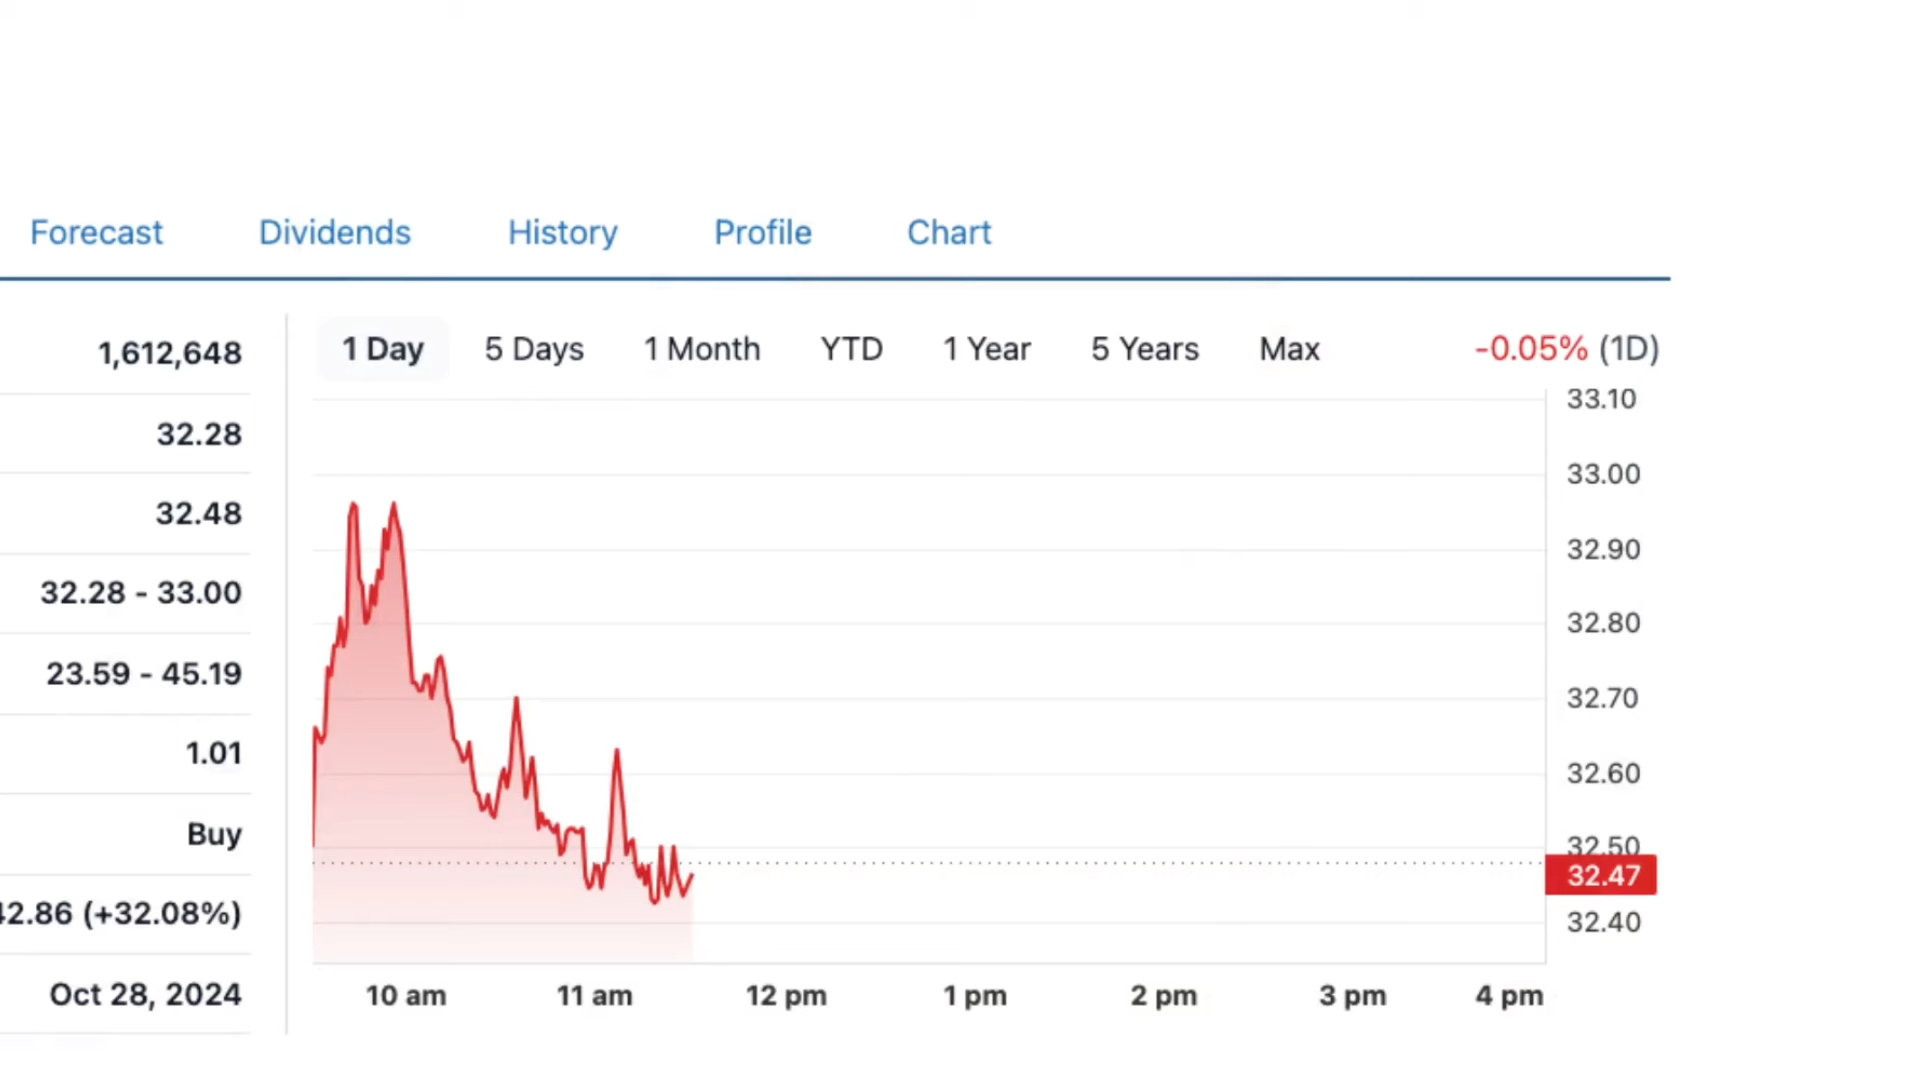 Forecast Dividends History Profile Chart
1 Day 5 Days 1 Month YTD 1 Year 5 Years Max -0.05% (1D)
1,612,648
32.28
32.48
32.28 - 33.00
23.59 - 45.19
1.01
Buy
42.86 (+32.08%)
Oct 28, 2024
33.10
33.00
32.90
32.80
32.70
32.60
32.50
32.47
32.40
10 am 11 am 12 pm 1 pm 2 pm 3 pm 4 pm